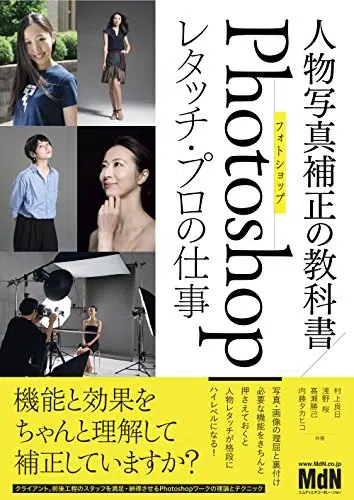 人物写真補正の教科書
Photoshop
フォトショップ
レタッチ・プロの仕事
村上良日
浅野 桜
高瀬勝己
内藤タカヒコ
共著
写真・画像の理屈と裏付け
必要な機能をきちんと
押さえておくと
人物レタッチが格段に
ハイレベルになる!
機能と効果を
ちゃんと理解して
補正していますか?
クライアント、前後工程のスタッフを満足・納得させるPhotoshopワークの理論とテクニック
www.MdN.co.jp
MdN
エムディエヌコーポレーション